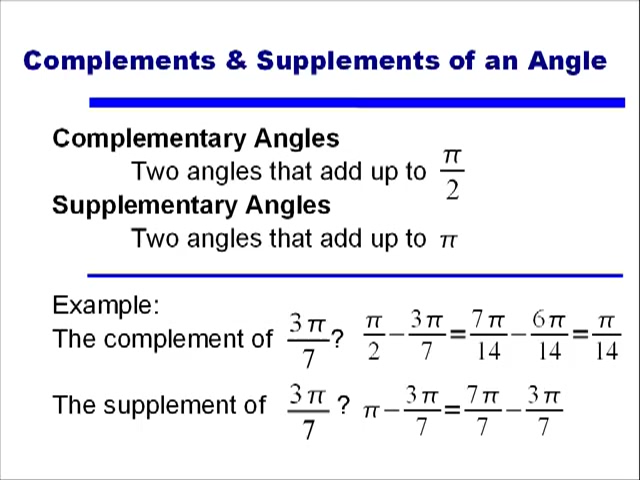 Complements & Supplements of an Angle
Complementary Angles
Two angles that add up to π/2
Supplementary Angles
Two angles that add up to π
Example:
The complement of 3π/7 ? π/2 − 3π/7 = 7π/14 − 6π/14 = π/14
The supplement of 3π/7 ? π − 3π/7 = 7π/7 − 3π/7